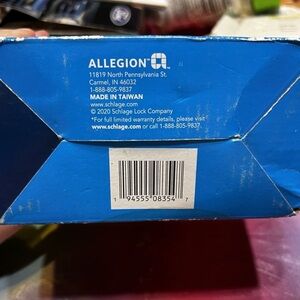 ALLEGION
11819 North Pennsylvania St.
Carmel, IN 46032
1-888-805-9837
MADE IN TAIWAN
www.schlage.com
© 2020 Schlage Lock Company
*For full limited warranty details, please visit
www.schlage.com or call 1-888-805-9837.
1 94555 08354 7